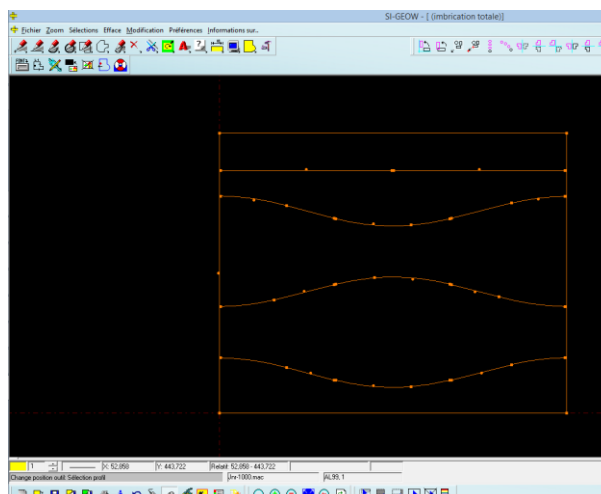 SI-GEOW - [ (imbrication totale)]
Fichier Zoom Sélections Efface Modification Préférences Informations sur..
1 X: 52,858 Y: 443,722 Relatif: 52,858 - 443,722
Change position outil: Sélection profil Jnr-1000.mac AL99, 1